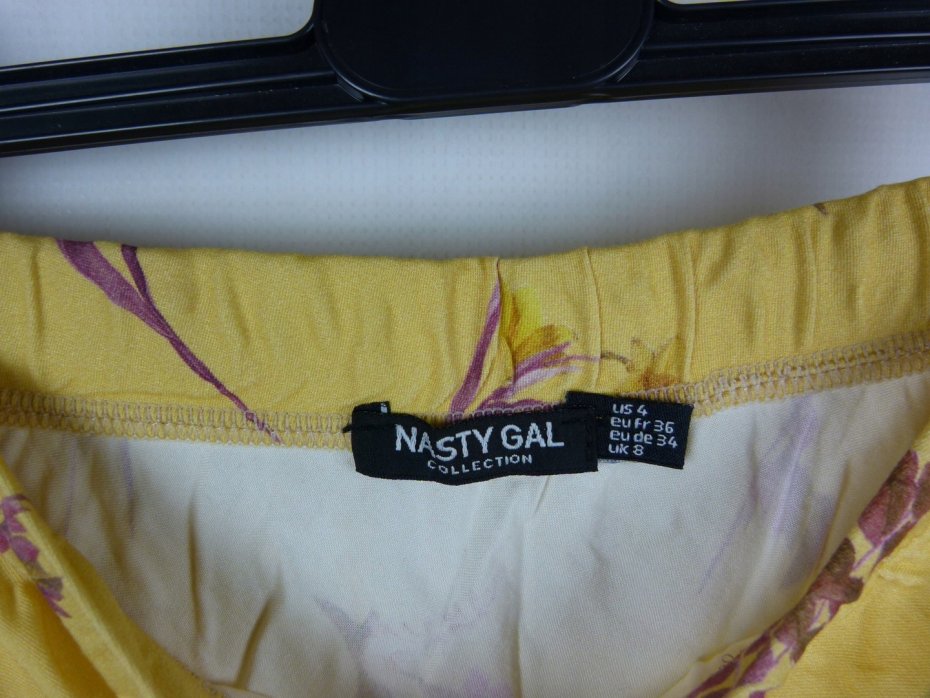 NASTY GAL
COLLECTION
US 4
eu fr 36
eu de 34
uk 8